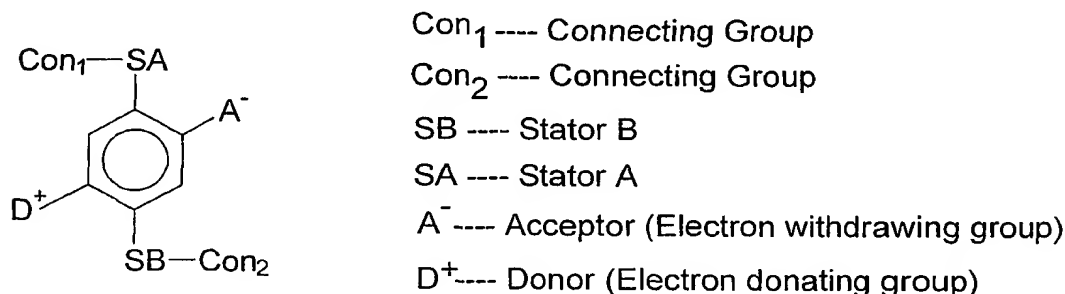 Con₁—SA
A⁻
D⁺
SB—Con₂
Con₁ ---- Connecting Group
Con₂ ---- Connecting Group
SB ---- Stator B
SA ---- Stator A
A⁻---- Acceptor (Electron withdrawing group)
D⁺---- Donor (Electron donating group)